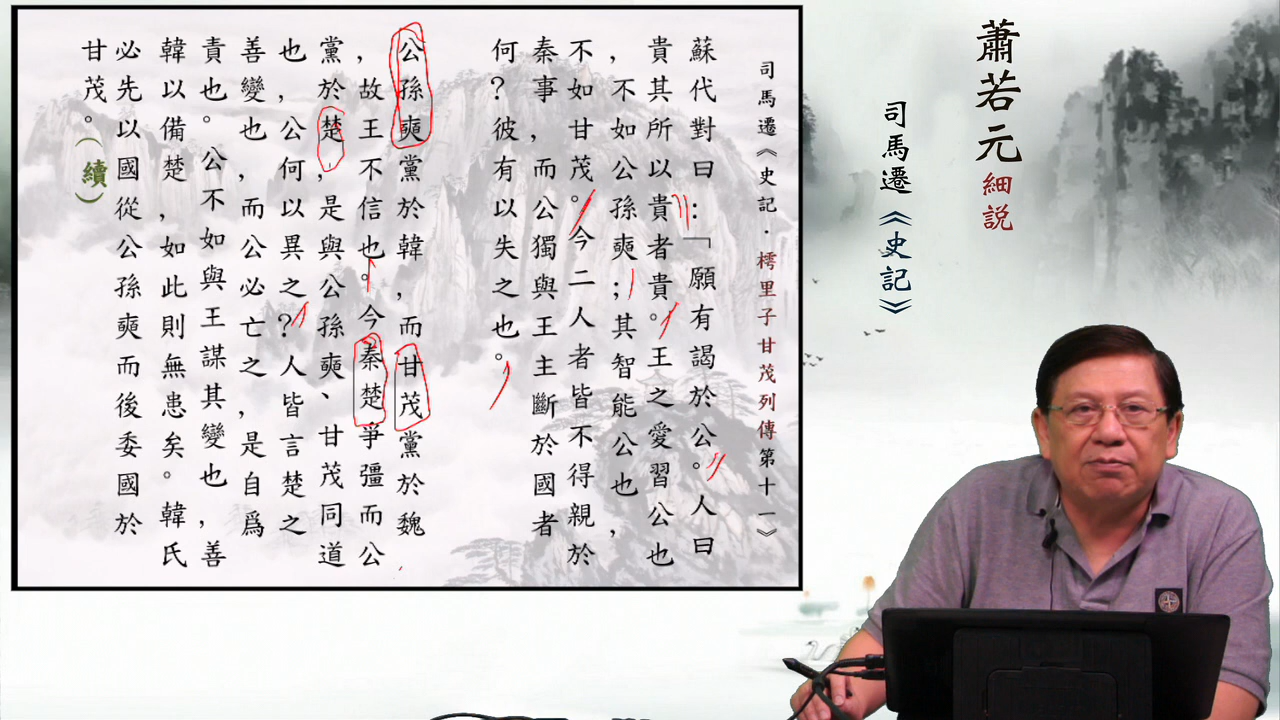 蕭若元細說
司馬遷《史記》
司馬遷《史記．樗里子甘茂列傳第十一》
蘇代對曰：「願有謁於公。人曰
貴其所以貴者貴。王之愛習公也
，不如公孫奭；其智能公也，
不如甘茂。今二人者皆不得親於
秦事，而公獨與王主斷於國者
何？彼有以失之也。
公孫奭黨於韓，而甘茂黨於魏
，故王不信也。今秦楚爭彊而公
黨於楚，是與公孫奭、甘茂同道
也，公何以異之？人皆言楚之
善變也，而公必亡之，是自爲
責也。公不如與王謀其變也，善
韓以備楚，如此則無患矣。韓氏
必先以國從公孫奭而後委國於
甘茂。（續）